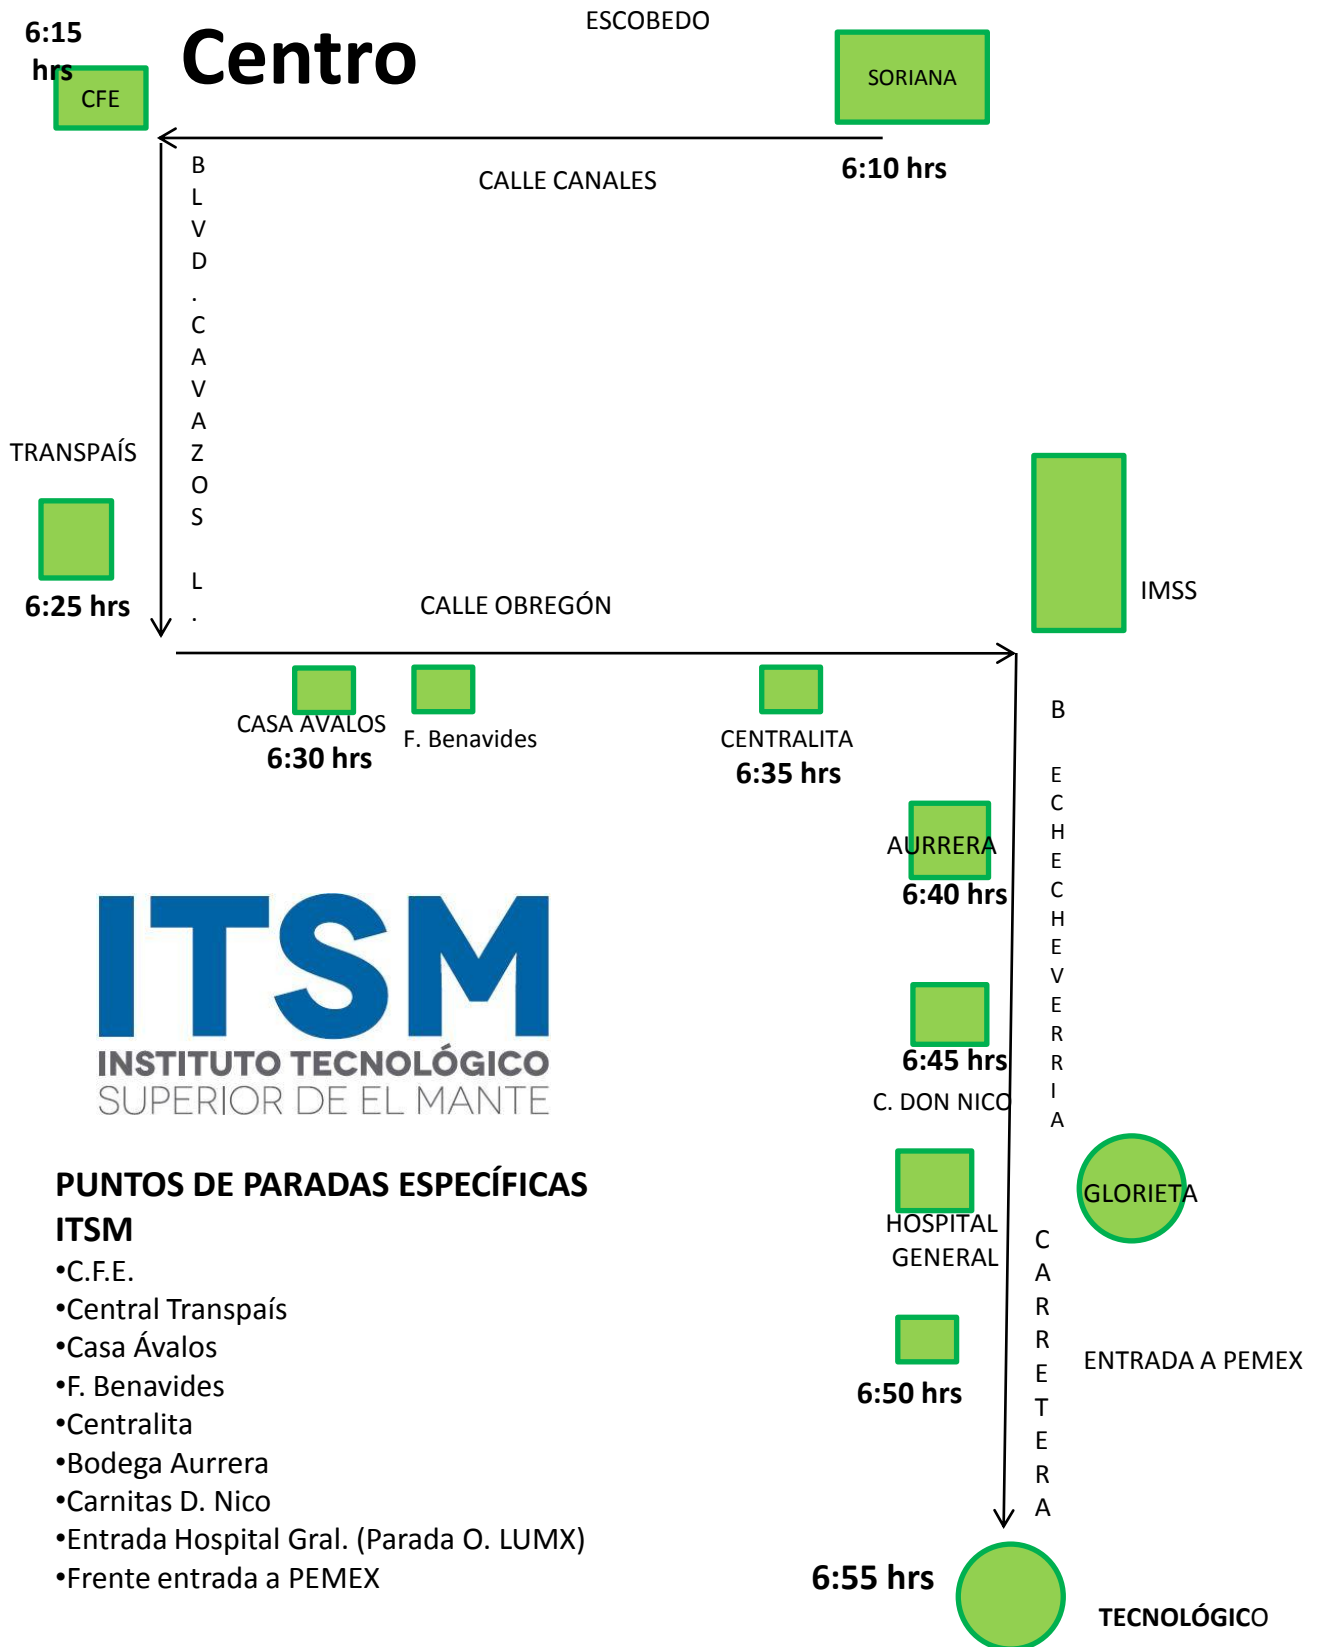 6:15
hrs
Centro
ESCOBEDO
CFE
SORIANA
6:10 hrs
CALLE CANALES
BLVD. CAVAZOS L.
TRANSPAÍS
6:25 hrs
CALLE OBREGÓN
IMSS
CASA AVALOS
6:30 hrs
F. Benavides
CENTRALITA
6:35 hrs
B ECHECHEVERRIA
AURRERA
6:40 hrs
6:45 hrs
C. DON NICO
GLORIETA
HOSPITAL
GENERAL
CARRETERA
ENTRADA A PEMEX
6:50 hrs
6:55 hrs
TECNOLÓGICO
ITSM
INSTITUTO TECNOLÓGICO
SUPERIOR DE EL MANTE
PUNTOS DE PARADAS ESPECÍFICAS
ITSM
•C.F.E.
•Central Transpaís
•Casa Ávalos
•F. Benavides
•Centralita
•Bodega Aurrera
•Carnitas D. Nico
•Entrada Hospital Gral. (Parada O. LUMX)
•Frente entrada a PEMEX